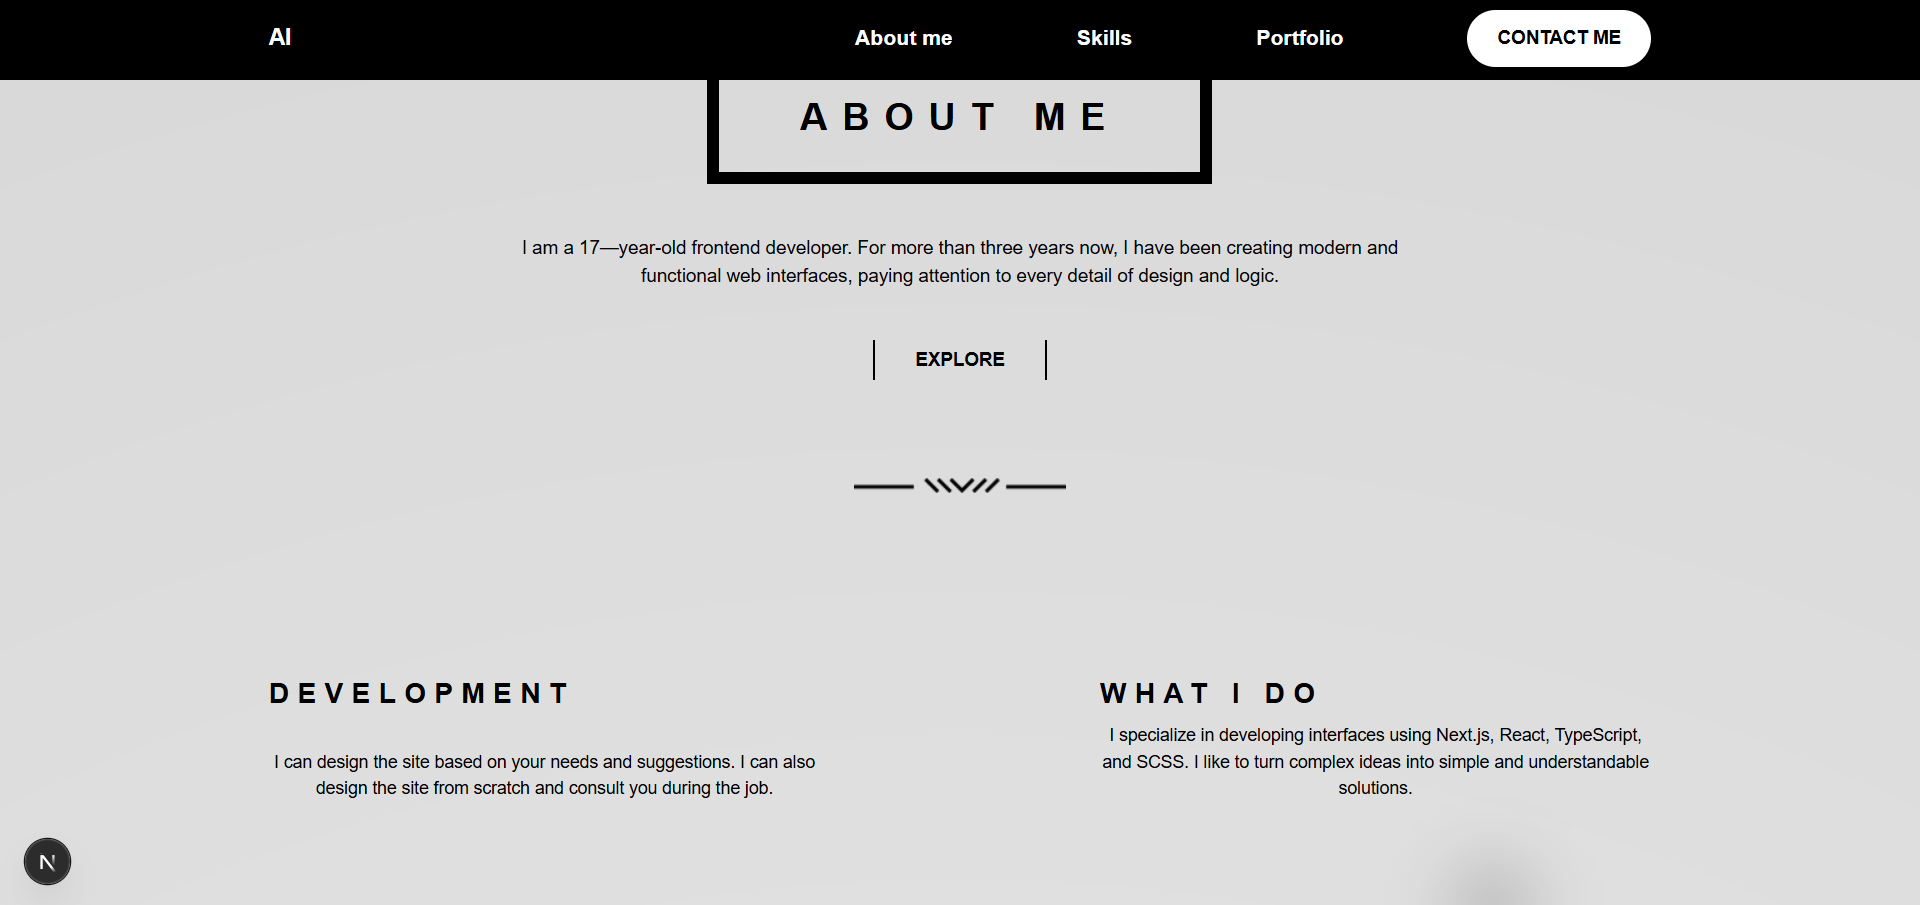 AI
About me
Skills
Portfolio
CONTACT ME
ABOUT ME
I am a 17—year-old frontend developer. For more than three years now, I have been creating modern and
functional web interfaces, paying attention to every detail of design and logic.
EXPLORE
DEVELOPMENT
I can design the site based on your needs and suggestions. I can also
design the site from scratch and consult you during the job.
WHAT I DO
I specialize in developing interfaces using Next.js, React, TypeScript,
and SCSS. I like to turn complex ideas into simple and understandable
solutions.
N